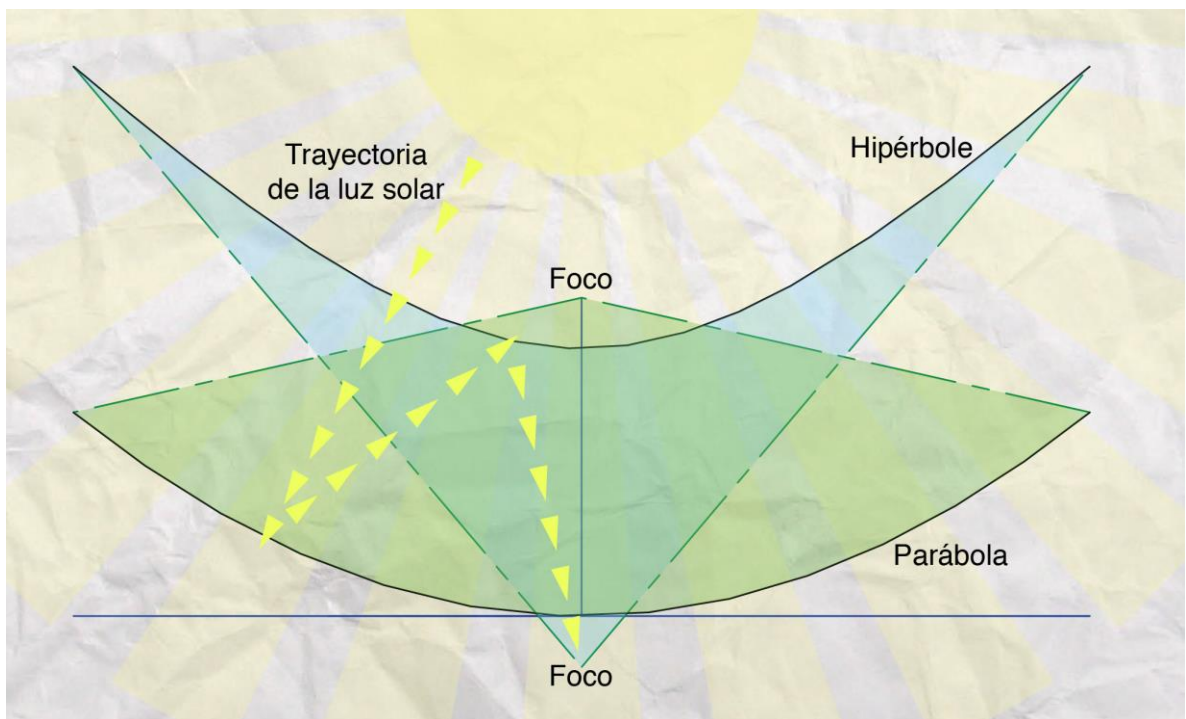 Trayectoria
de la luz solar
Hipérbole
Foco
Parábola
Foco